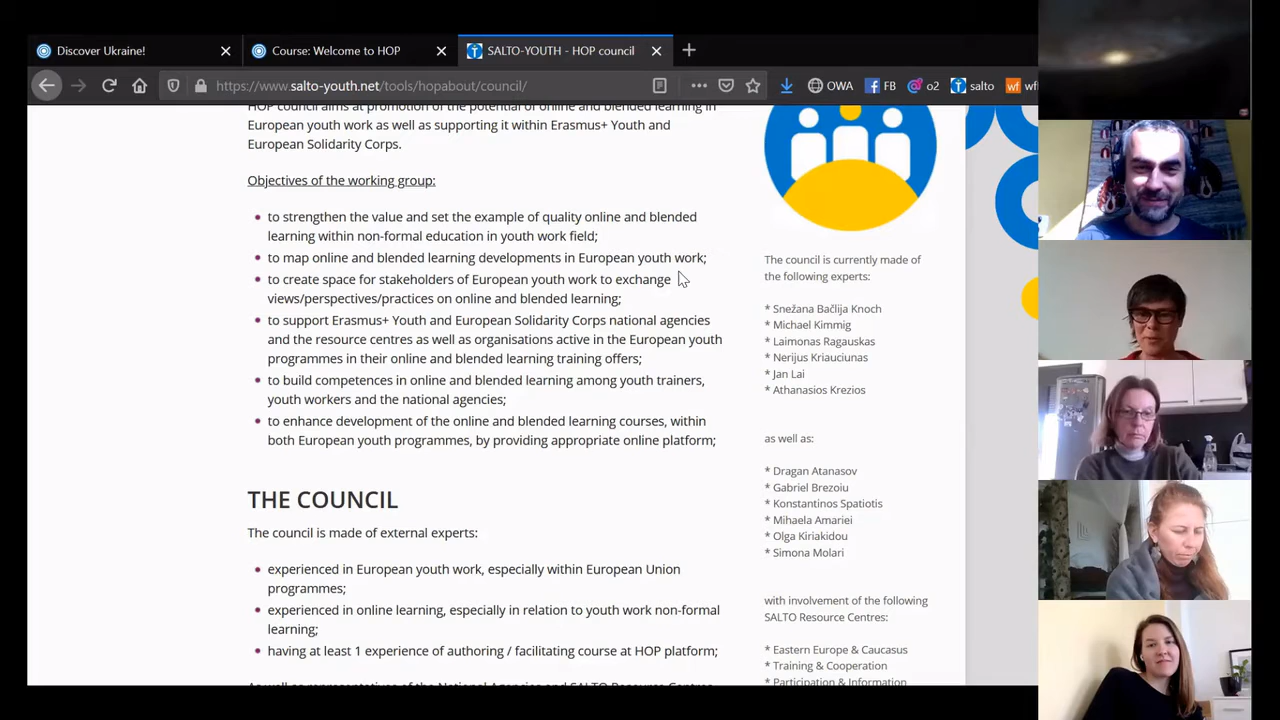 Discover Ukraine!
Course: Welcome to HOP
SALTO-YOUTH - HOP council
https://www.salto-youth.net/tools/hopabout/council/
OWA
FB
o2
salto
HOP council aims at promotion of the potential of online and blended learning in
European youth work as well as supporting it within Erasmus+ Youth and
European Solidarity Corps.
Objectives of the working group:
to strengthen the value and set the example of quality online and blended
learning within non-formal education in youth work field;
to map online and blended learning developments in European youth work;
to create space for stakeholders of European youth work to exchange
views/perspectives/practices on online and blended learning;
to support Erasmus+ Youth and European Solidarity Corps national agencies
and the resource centres as well as organisations active in the European youth
programmes in their online and blended learning training offers;
to build competences in online and blended learning among youth trainers,
youth workers and the national agencies;
to enhance development of the online and blended learning courses, within
both European youth programmes, by providing appropriate online platform;
THE COUNCIL
The council is made of external experts:
experienced in European youth work, especially within European Union
programmes;
experienced in online learning, especially in relation to youth work non-formal
learning;
having at least 1 experience of authoring / facilitating course at HOP platform;
As well as representatives of the National Agencies and SALTO Resource Centres
The council is currently made of
the following experts:
* Snežana Bačlija Knoch
* Michael Kimmig
* Laimonas Ragauskas
* Nerijus Kriauciunas
* Jan Lai
* Athanasios Krezios
as well as:
* Dragan Atanasov
* Gabriel Brezoiu
* Konstantinos Spatiotis
* Mihaela Amariei
* Olga Kiriakidou
* Simona Molari
with involvement of the following
SALTO Resource Centres:
* Eastern Europe & Caucasus
* Training & Cooperation
* Participation & Information